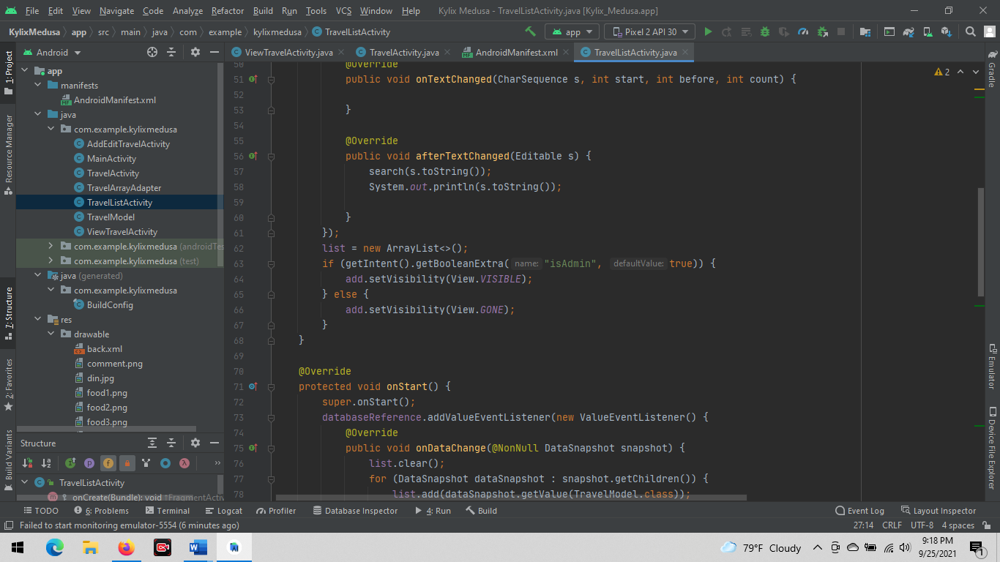 File Edit View Navigate Code Analyze Refactor Build Run Tools VCS Window Help Kylix Medusa - TravelListActivity.java [Kylix_Medusa.app]
KylixMedusa app src main java com example kylixmedusa TravelListActivity app Pixel 2 API 30
Android ViewTravelActivity.java TravelActivity.java AndroidManifest.xml TravelListActivity.java
1: Project
Resource Manager
7: Structure
2: Favorites
Build Variants
app
manifests
AndroidManifest.xml
java
com.example.kylixmedusa
AddEditTravelActivity
MainActivity
TravelActivity
TravelArrayAdapter
TravelListActivity
TravelModel
ViewTravelActivity
com.example.kylixmedusa (androidTes
com.example.kylixmedusa (test)
java (generated)
com.example.kylixmedusa
BuildConfig
res
drawable
back.xml
comment.png
din.jpg
food1.png
food2.png
food3.png
Structure
TravelListActivity
onCreate(Bundle): void ↑FragmentActiv
50 @Override
51 public void onTextChanged(CharSequence s, int start, int before, int count) {
52
53 }
54
55 @Override
56 public void afterTextChanged(Editable s) {
57 search(s.toString());
58 System.out.println(s.toString());
59
60 }
61 });
62 list = new ArrayList<>();
63 if (getIntent().getBooleanExtra( name: "isAdmin", defaultValue: true)) {
64 add.setVisibility(View.VISIBLE);
65 } else {
66 add.setVisibility(View.GONE);
67 }
68 }
69
70 @Override
71 protected void onStart() {
72 super.onStart();
73 databaseReference.addValueEventListener(new ValueEventListener() {
74 @Override
75 public void onDataChange(@NonNull DataSnapshot snapshot) {
76 list.clear();
77 for (DataSnapshot dataSnapshot : snapshot.getChildren()) {
78 list.add(dataSnapshot.getValue(TravelModel.class));
2
Gradle
Emulator
Device File Explorer
TODO 6: Problems Terminal Logcat Profiler Database Inspector 4: Run Build Event Log Layout Inspector
Failed to start monitoring emulator-5554 (6 minutes ago) 27:14 CRLF UTF-8 4 spaces
79°F Cloudy 9:18 PM
9/25/2021
1